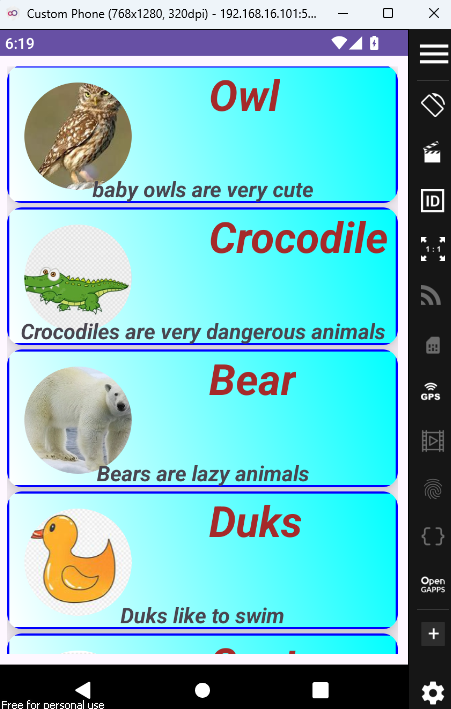 Custom Phone (768x1280, 320dpi) - 192.168.16.101:5...
6:19
Owl
baby owls are very cute
Crocodile
Crocodiles are very dangerous animals
Bear
Bears are lazy animals
Duks
Duks like to swim
ID
1 : 1
GPS
Open
GAPPS
Free for personal use